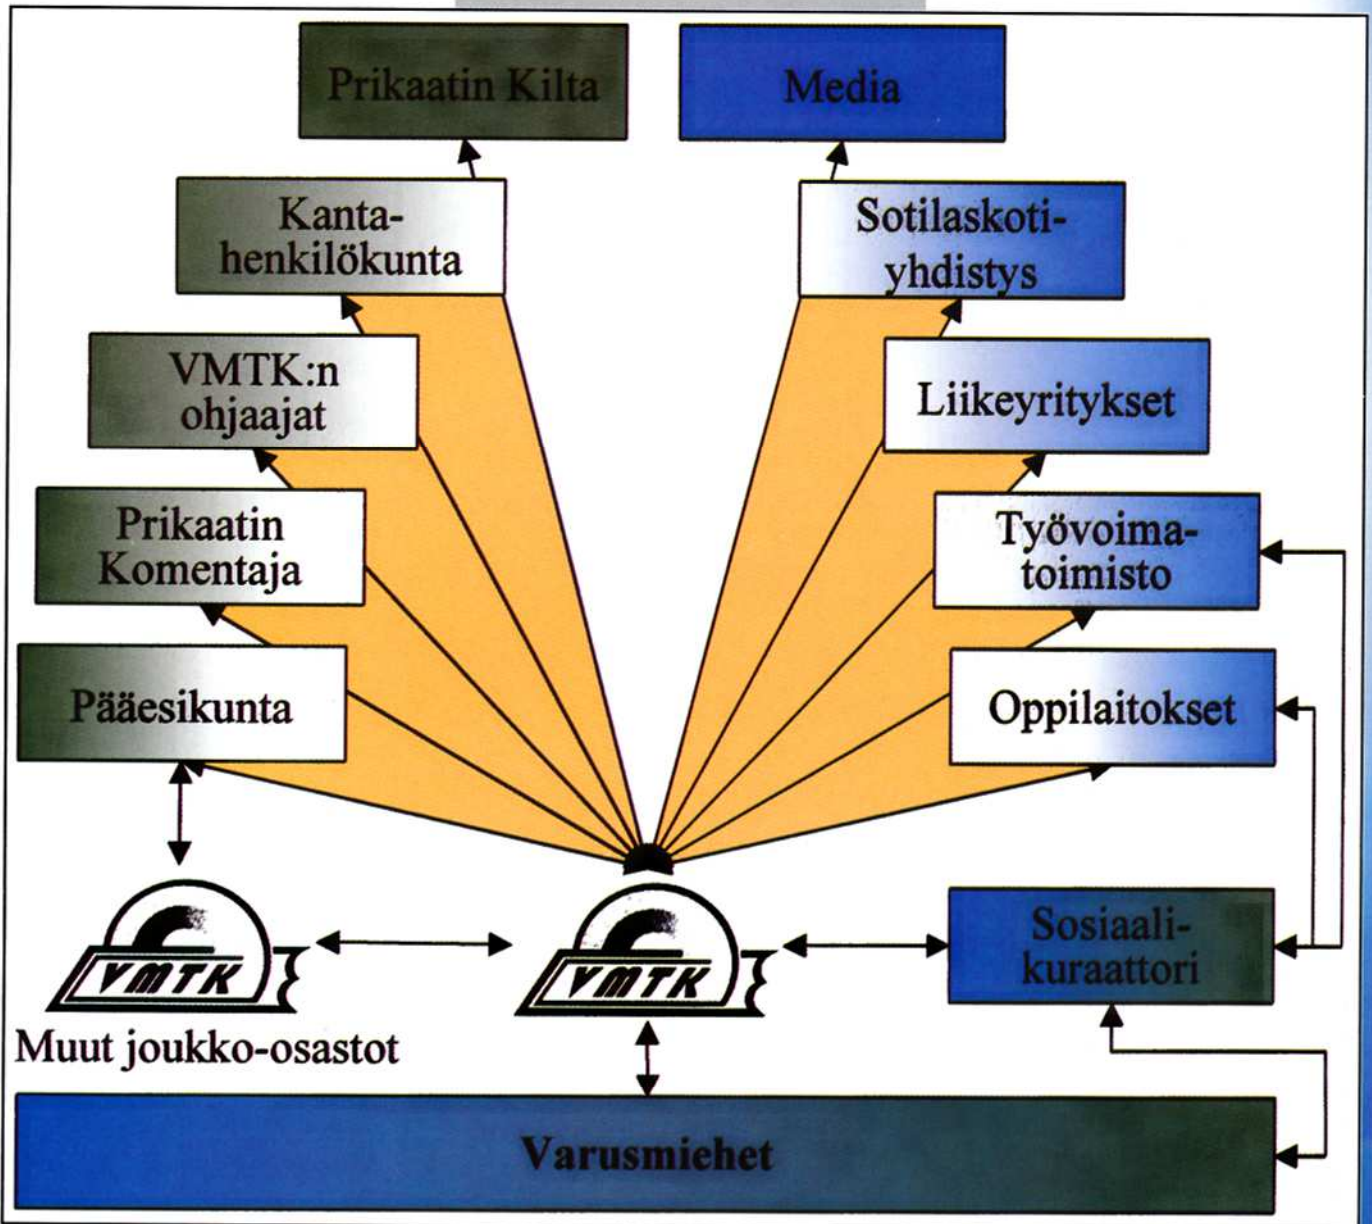 Prikaatin Kilta
Media
Kanta-
henkilökunta
Sotilaskoti-
yhdistys
VMTK:n
ohjaajat
Liikeyritykset
Prikaatin
Komentaja
Työvoima-
toimisto
Pääesikunta
Oppilaitokset
VMTK
VMTK
Sosiaali-
kuraattori
Muut joukko-osastot
Varusmiehet